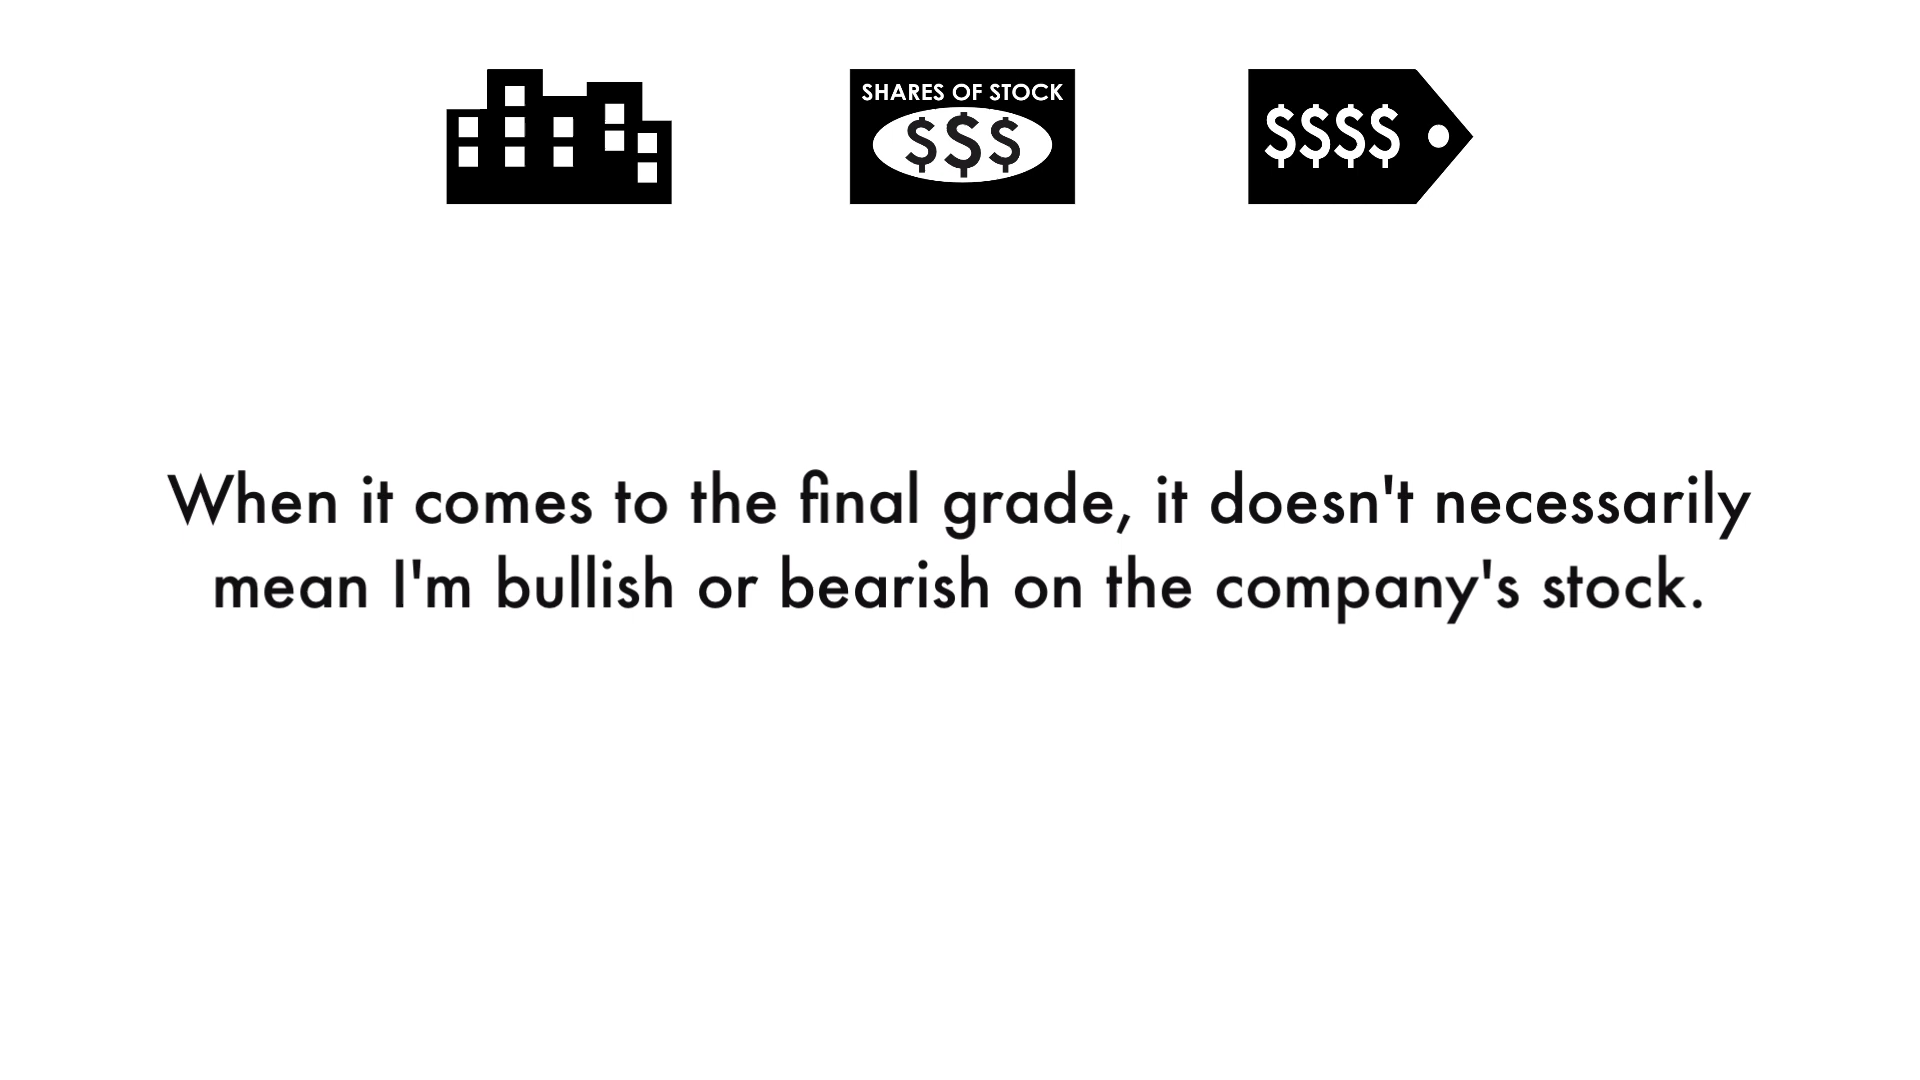 SHARES OF STOCK
$$$
$$$$
When it comes to the final grade, it doesn't necessarily
mean I'm bullish or bearish on the company's stock.